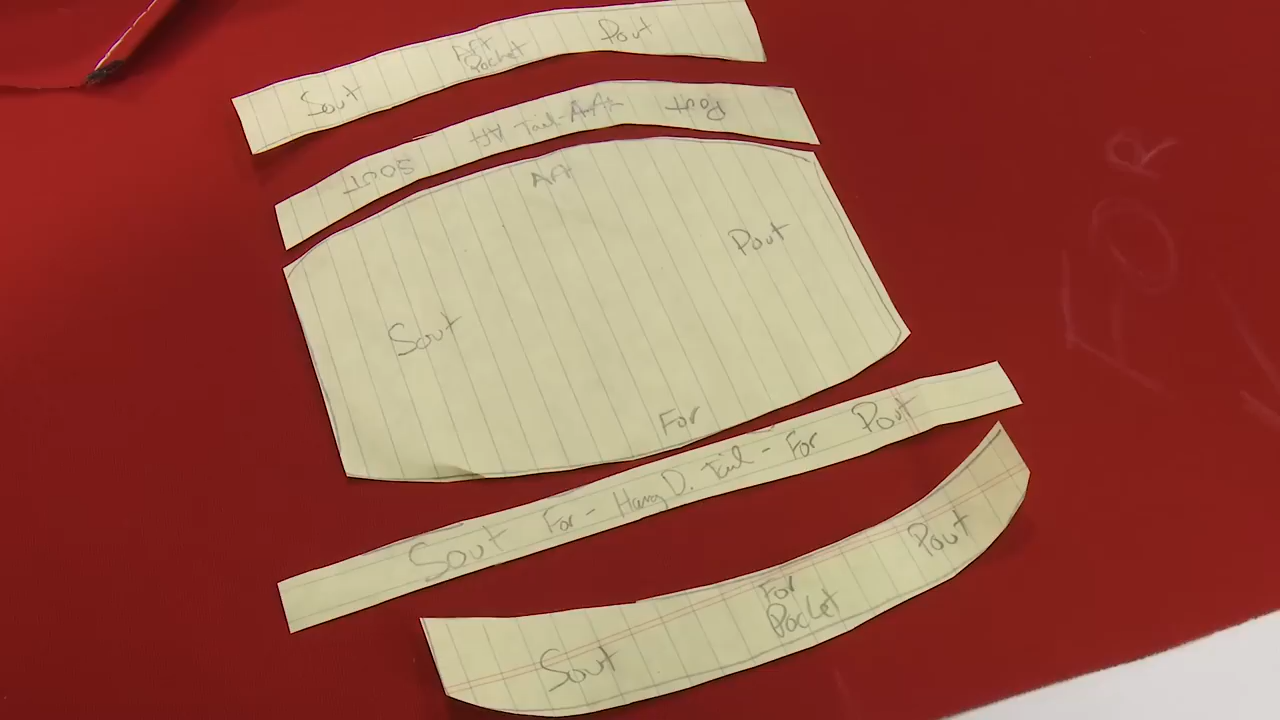 Sout Aft Pout
Pocket
Sout Aft Tail-Aft Pout
Aft
Pout
Sout
For
Sout For - Hang D. Tail - For Pout
For
Pocket
Sout Pout
FOR